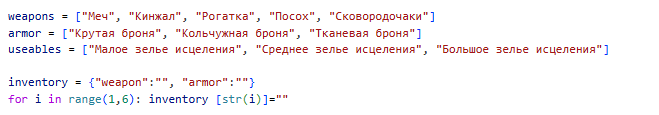 weapons = ["Меч", "Кинжал", "Рогатка", "Посох", "Сковородочаки"]
armor = ["Крутая броня", "Кольчужная броня", "Тканевая броня"]
useables = ["Малое зелье исцеления", "Среднее зелье исцеления", "Большое зелье исцеления"]
inventory = {"weapon":"", "armor":""}
for i in range(1,6): inventory [str(i)]=""